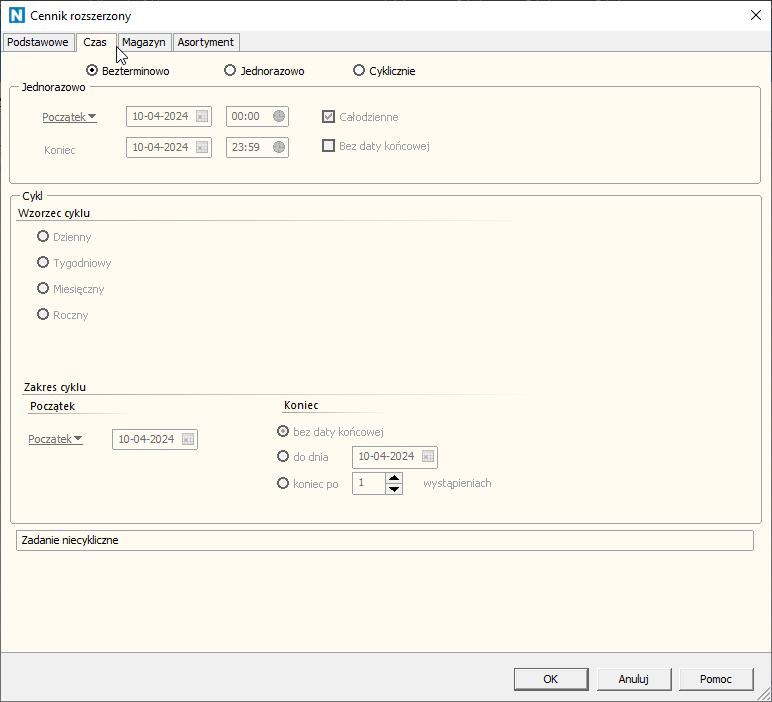 N Cennik rozszerzony
Podstawowe Czas Magazyn Asortyment
Bezterminowo Jednorazowo Cyklicznie
Jednorazowo
Początek 10-04-2024 00:00 Całodzienne
Koniec 10-04-2024 23:59 Bez daty końcowej
Cykl
Wzorzec cyklu
Dzienny
Tygodniowy
Miesięczny
Roczny
Zakres cyklu
Początek Koniec
bez daty końcowej
Początek 10-04-2024
do dnia 10-04-2024
koniec po 1 wystąpieniach
Zadanie niecykliczne
OK Anuluj Pomoc